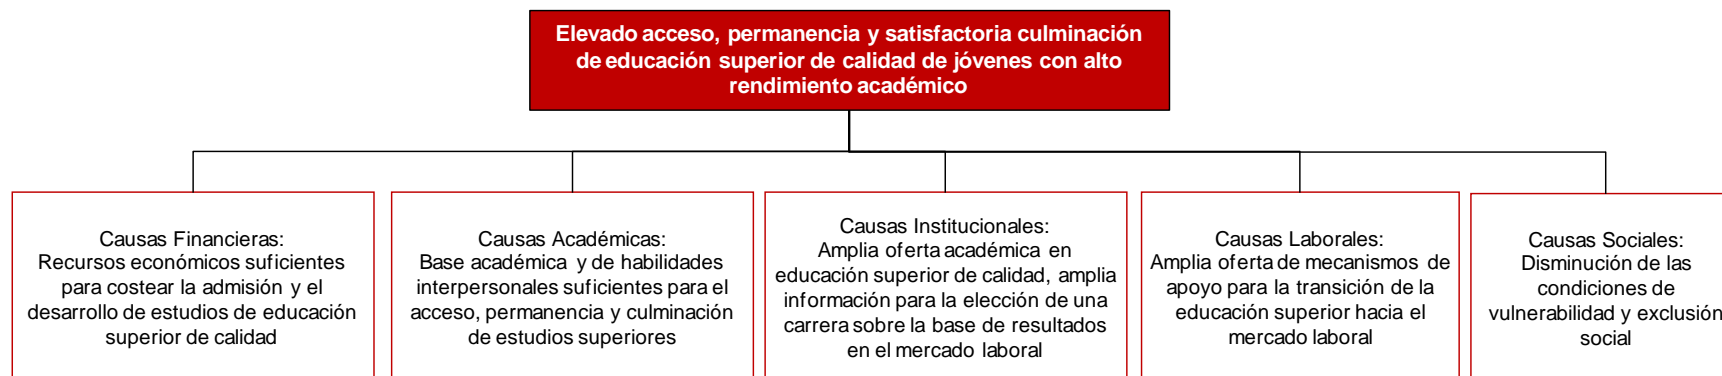 Elevado acceso, permanencia y satisfactoria culminación
de educación superior de calidad de jóvenes con alto
rendimiento académico
Causas Financieras:
Recursos económicos suficientes
para costear la admisión y el
desarrollo de estudios de educación
superior de calidad
Causas Académicas:
Base académica y de habilidades
interpersonales suficientes para el
acceso, permanencia y culminación
de estudios superiores
Causas Institucionales:
Amplia oferta académica en
educación superior de calidad, amplia
información para la elección de una
carrera sobre la base de resultados
en el mercado laboral
Causas Laborales:
Amplia oferta de mecanismos de
apoyo para la transición de la
educación superior hacia el
mercado laboral
Causas Sociales:
Disminución de las
condiciones de
vulnerabilidad y exclusión
social